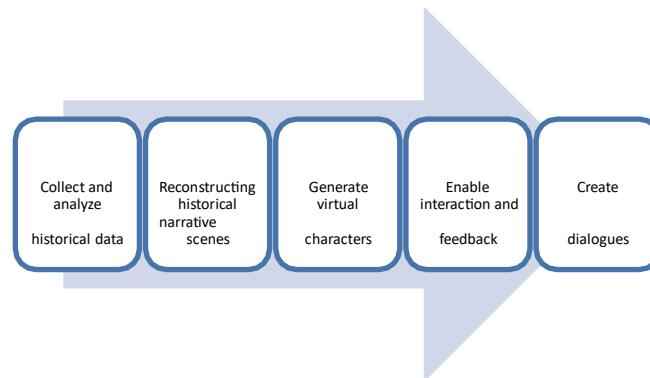 Collect and
analyze
historical data
Reconstructing
historical
narrative
scenes
Generate
virtual
characters
Enable
interaction and
feedback
Create
dialogues